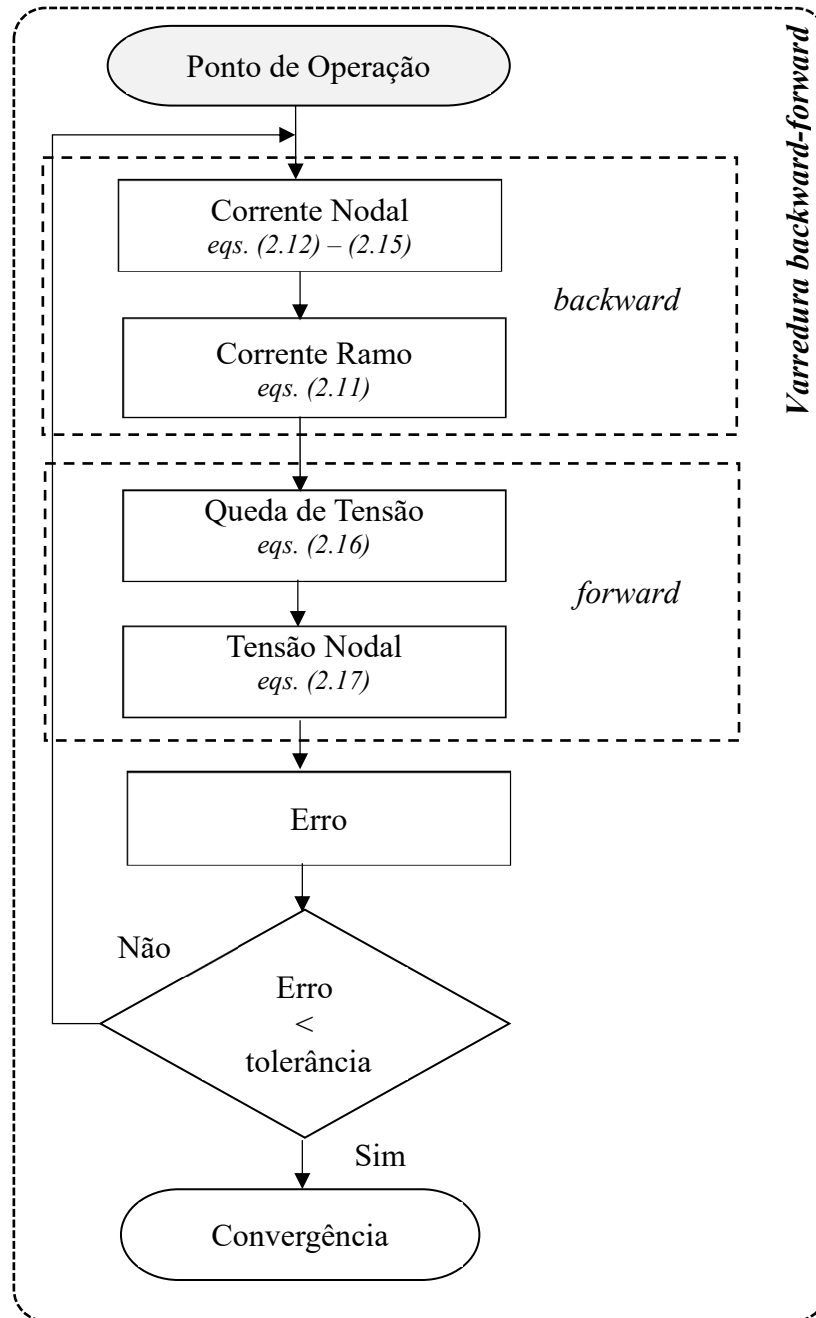 Ponto de Operação
Varredura backward-forward
Corrente Nodal
eqs. (2.12) – (2.15)
backward
Corrente Ramo
eqs. (2.11)
Queda de Tensão
eqs. (2.16)
forward
Tensão Nodal
eqs. (2.17)
Erro
Não
Erro
<
tolerância
Sim
Convergência